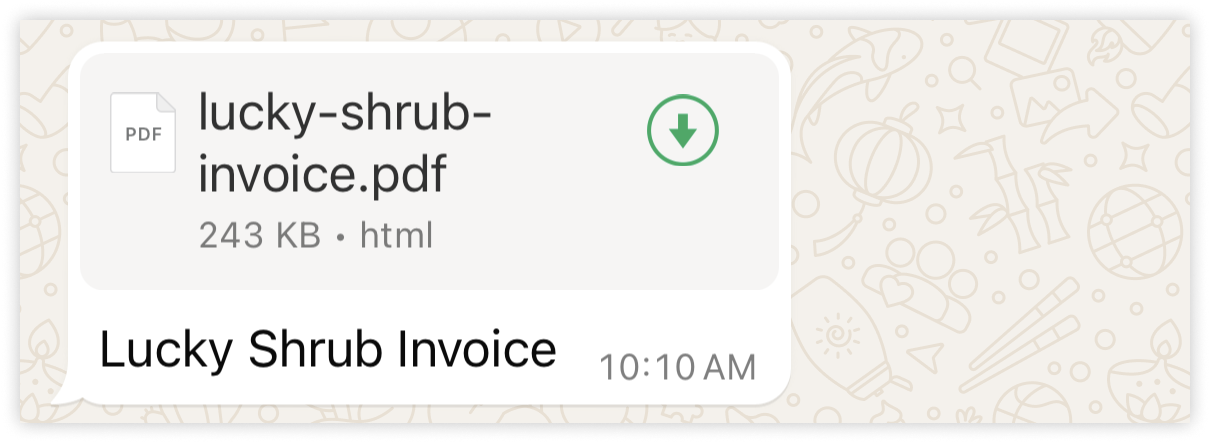 PDF
lucky-shrub-
invoice.pdf
243 KB • html
Lucky Shrub Invoice
10:10 AM